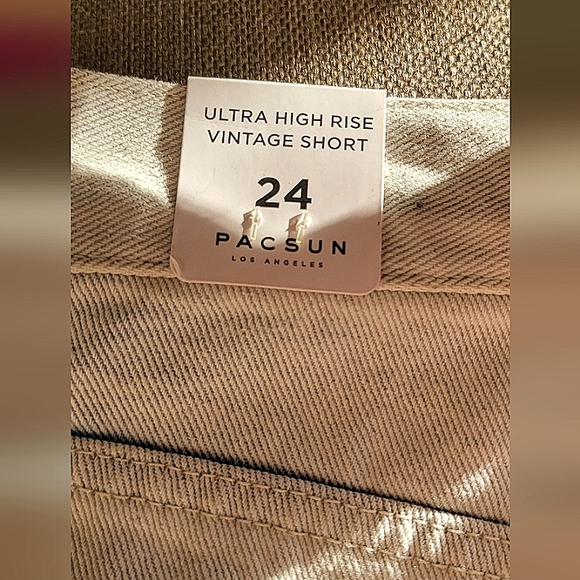 ULTRA HIGH RISE
VINTAGE SHORT
24
PACSUN
LOS ANGELES